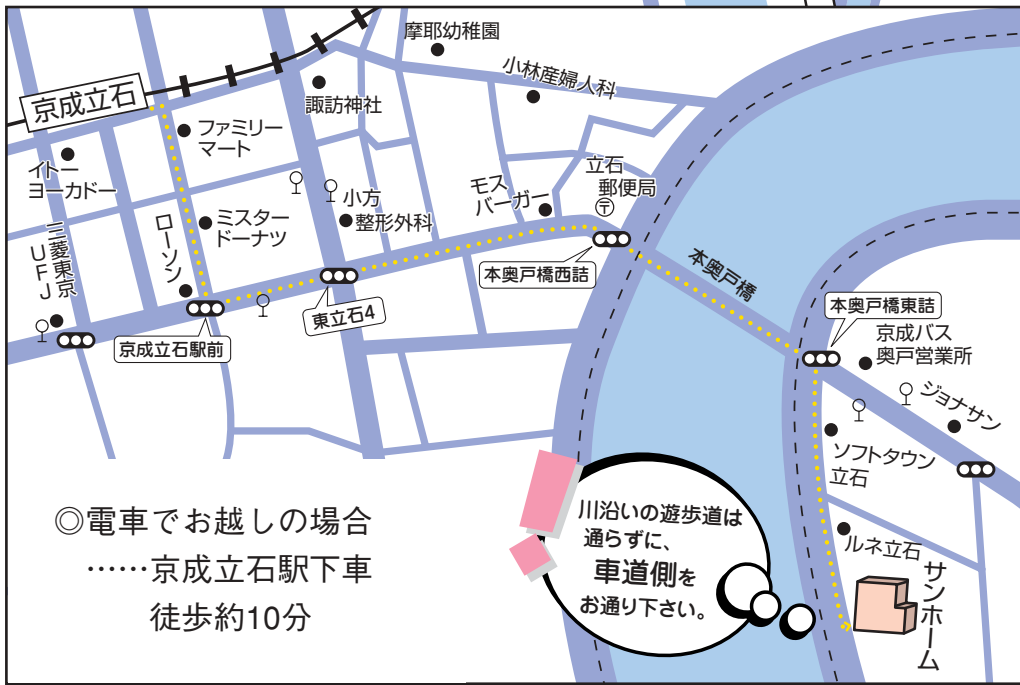 摩耶幼稚園
小林産婦人科
京成立石
諏訪神社
ファミリー
マート
イトー
ヨーカドー
立石
郵便局
〒
モス
バーガー
小方
整形外科
ミスター
ドーナツ
ローソン
三菱東京
UFJ
本奥戸橋西詰
本奥戸橋
東立石4
京成立石駅前
本奥戸橋東詰
京成バス
奥戸営業所
ジョナサン
ソフトタウン
立石
ルネ立石
サンホーム
川沿いの遊歩道は
通らずに、
車道側を
お通り下さい。
◎電車でお越しの場合
……京成立石駅下車
徒歩約10分